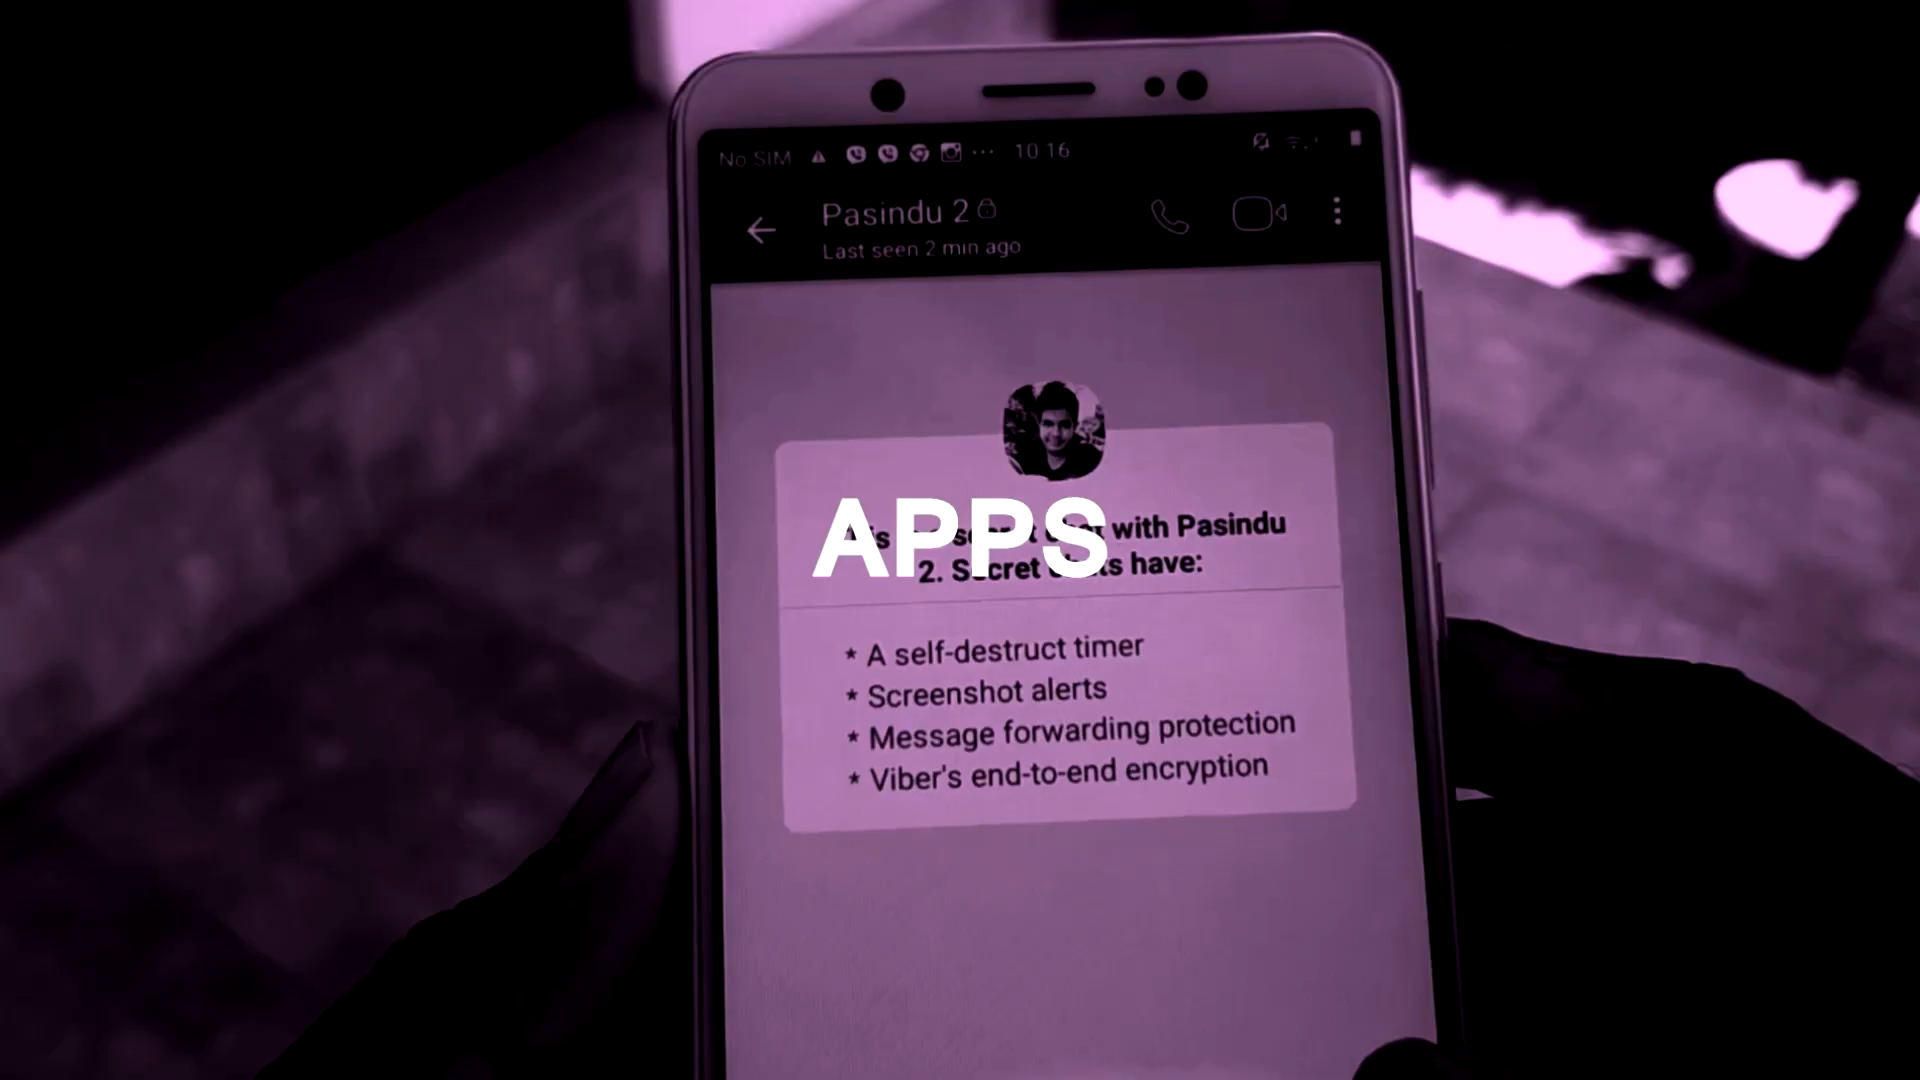 No SIM 10 16
Pasindu 2
Last seen 2 min ago
APPS
with Pasindu
2. Secret have:
* A self-destruct timer
* Screenshot alerts
* Message forwarding protection
* Viber's end-to-end encryption